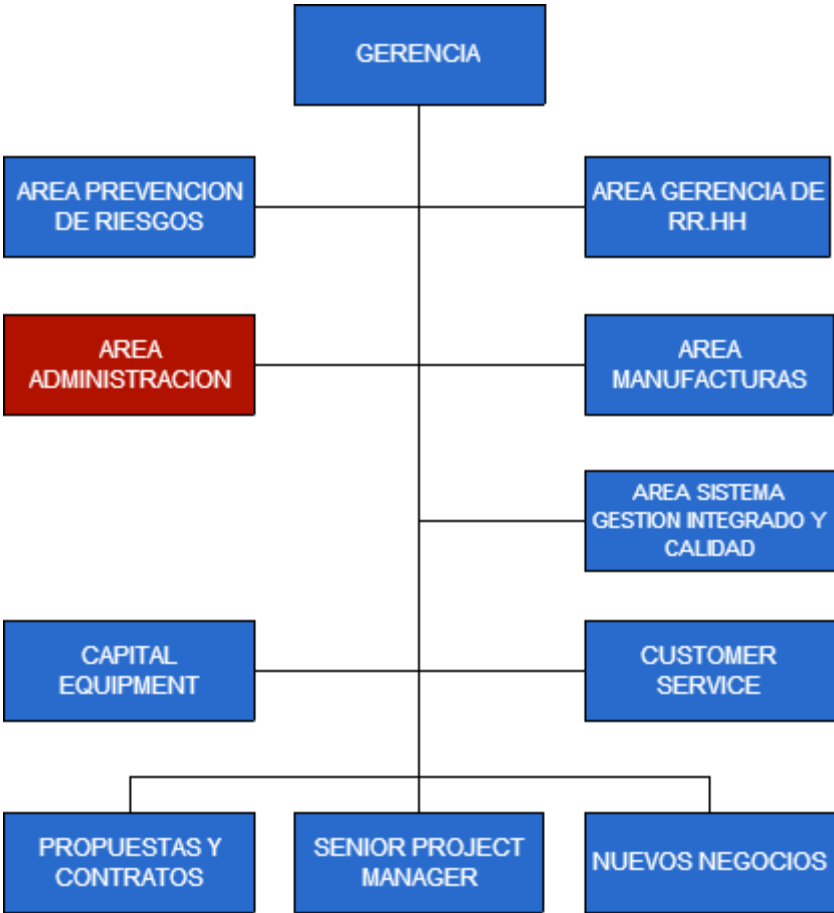 GERENCIA
AREA PREVENCION
DE RIESGOS
AREA GERENCIA DE
RR.HH
AREA
ADMINISTRACION
AREA
MANUFACTURAS
AREA SISTEMA
GESTION INTEGRADO Y
CALIDAD
CAPITAL
EQUIPMENT
CUSTOMER
SERVICE
PROPUESTAS Y
CONTRATOS
SENIOR PROJECT
MANAGER
NUEVOS NEGOCIOS